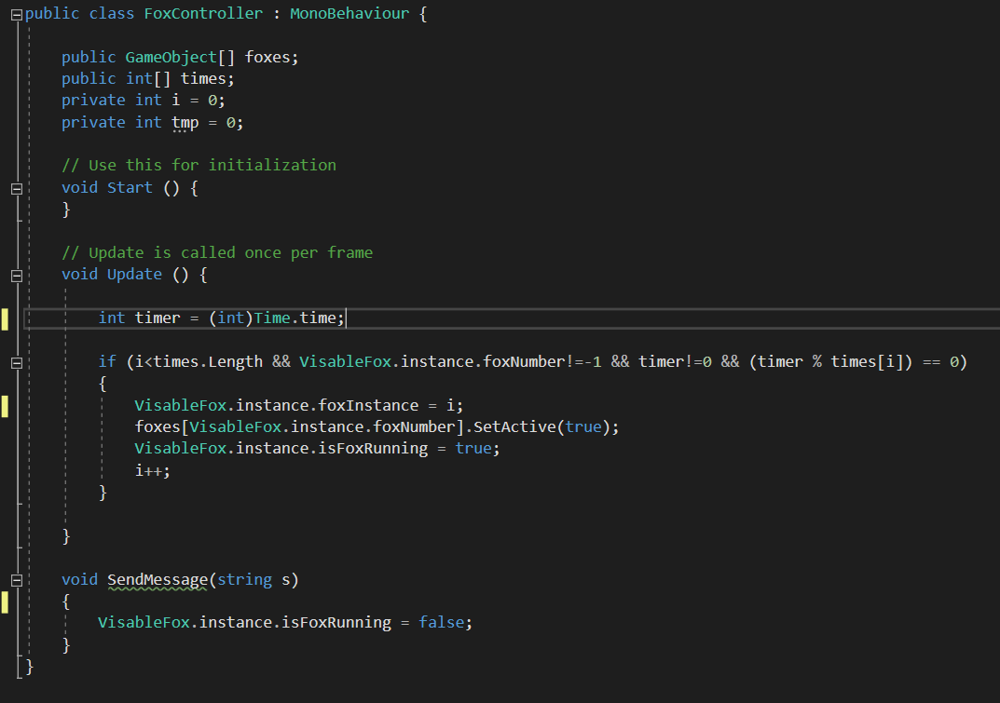 public class FoxController : MonoBehaviour {
public GameObject[] foxes;
public int[] times;
private int i = 0;
private int tmp = 0;
// Use this for initialization
void Start () {
}
// Update is called once per frame
void Update () {
int timer = (int)Time.time;
if (i<times.Length && VisableFox.instance.foxNumber!=-1 && timer!=0 && (timer % times[i]) == 0)
{
VisableFox.instance.foxInstance = i;
foxes[VisableFox.instance.foxNumber].SetActive(true);
VisableFox.instance.isFoxRunning = true;
i++;
}
}
void SendMessage(string s)
{
VisableFox.instance.isFoxRunning = false;
}
}